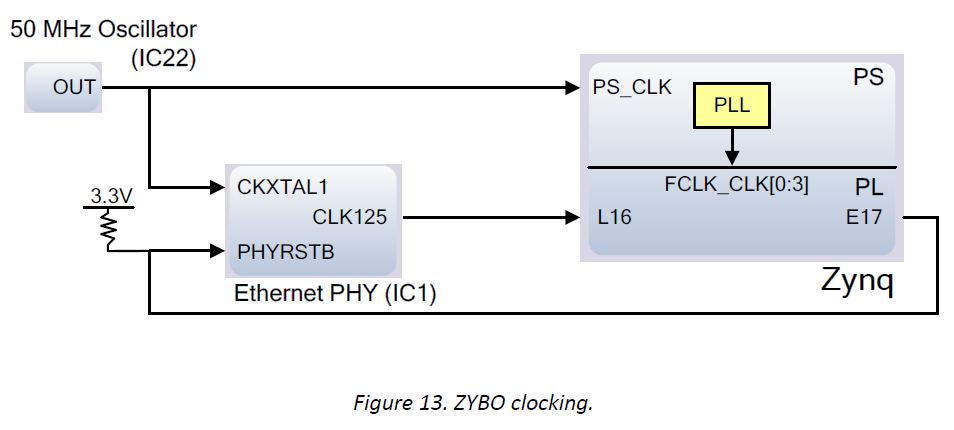 50 MHz Oscillator
(IC22)
OUT
PS_CLK
PS
PLL
3.3V
CKXTAL1
CLK125
PHYRSTB
Ethernet PHY (IC1)
FCLK_CLK[0:3]
PL
L16
E17
Zynq
Figure 13. ZYBO clocking.